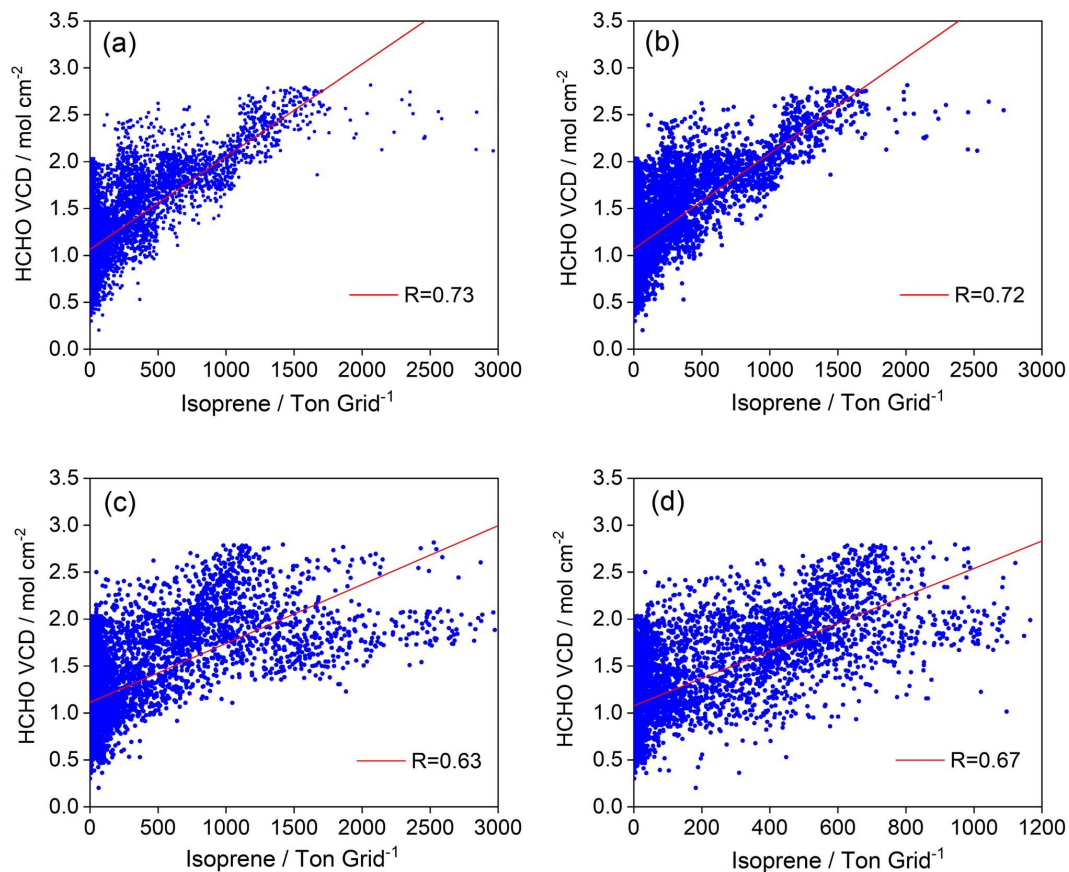 (a)
3.5
3.0
2.5
2.0
1.5
1.0
0.5
0.0
HCHO VCD / mol cm⁻²
R=0.73
0 500 1000 1500 2000 2500 3000
Isoprene / Ton Grid⁻¹
(b)
3.5
3.0
2.5
2.0
1.5
1.0
0.5
0.0
HCHO VCD / mol cm⁻²
R=0.72
0 500 1000 1500 2000 2500 3000
Isoprene / Ton Grid⁻¹
(c)
3.5
3.0
2.5
2.0
1.5
1.0
0.5
0.0
HCHO VCD / mol cm⁻²
R=0.63
0 500 1000 1500 2000 2500 3000
Isoprene / Ton Grid⁻¹
(d)
3.5
3.0
2.5
2.0
1.5
1.0
0.5
0.0
HCHO VCD / mol cm⁻²
R=0.67
0 200 400 600 800 1000 1200
Isoprene / Ton Grid⁻¹